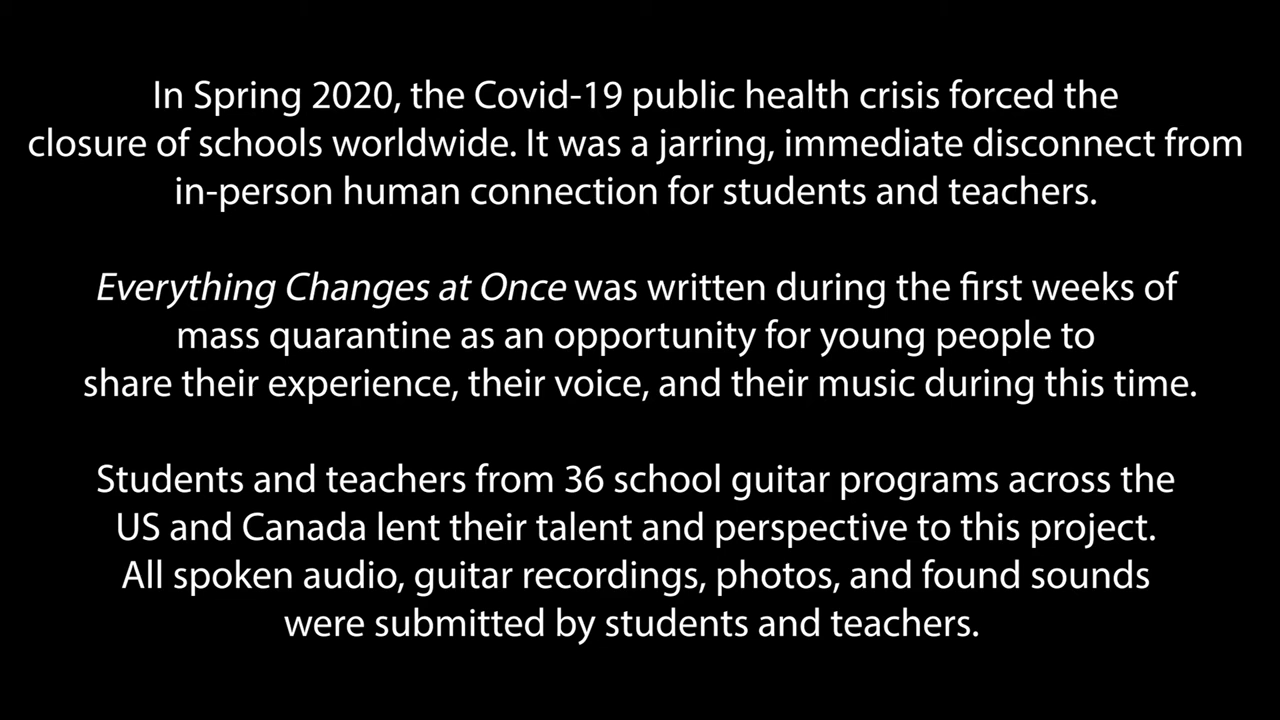 In Spring 2020, the Covid-19 public health crisis forced the
closure of schools worldwide. It was a jarring, immediate disconnect from
in-person human connection for students and teachers.
Everything Changes at Once was written during the first weeks of
mass quarantine as an opportunity for young people to
share their experience, their voice, and their music during this time.
Students and teachers from 36 school guitar programs across the
US and Canada lent their talent and perspective to this project.
All spoken audio, guitar recordings, photos, and found sounds
were submitted by students and teachers.